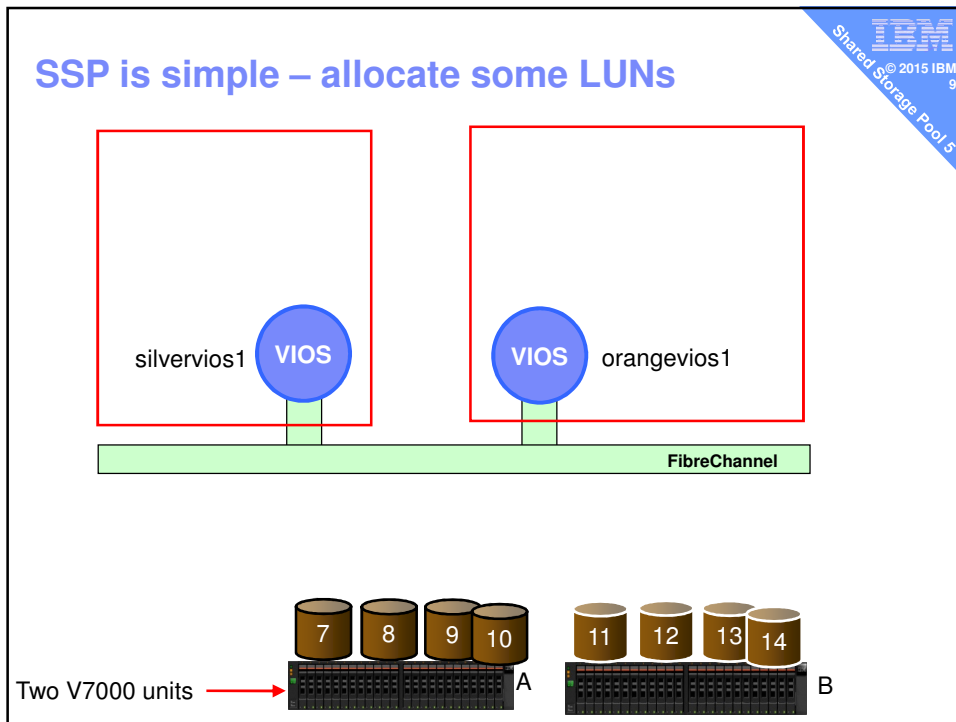 SSP is simple – allocate some LUNs
IBM
© 2015 IBM
9
Shared Storage Pool 5
silvervios1
VIOS
VIOS
orangevios1
FibreChannel
7
8
9
10
11
12
13
14
Two V7000 units
A
B